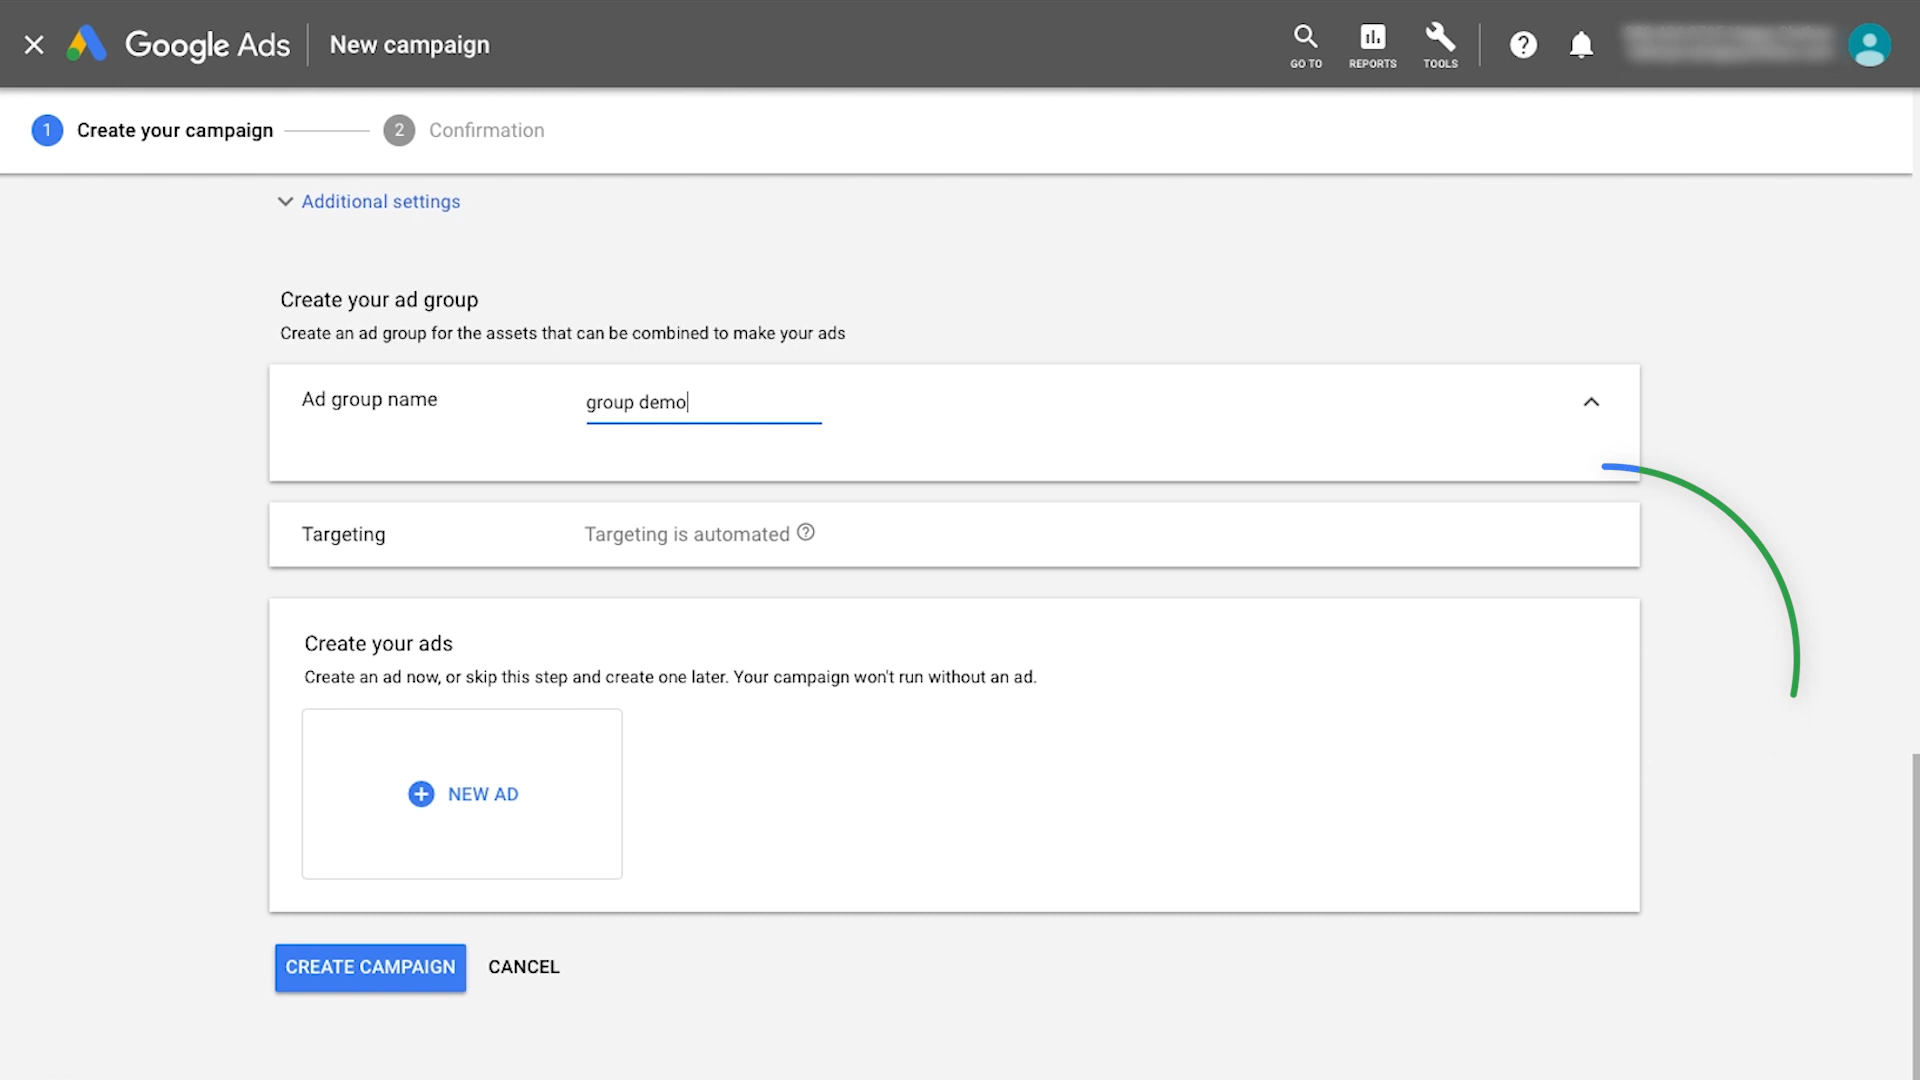 Google Ads
New campaign
GO TO
REPORTS
TOOLS
1 Create your campaign
2 Confirmation
Additional settings
Create your ad group
Create an ad group for the assets that can be combined to make your ads
Ad group name
group demo
Targeting
Targeting is automated
Create your ads
Create an ad now, or skip this step and create one later. Your campaign won't run without an ad.
NEW AD
CREATE CAMPAIGN
CANCEL